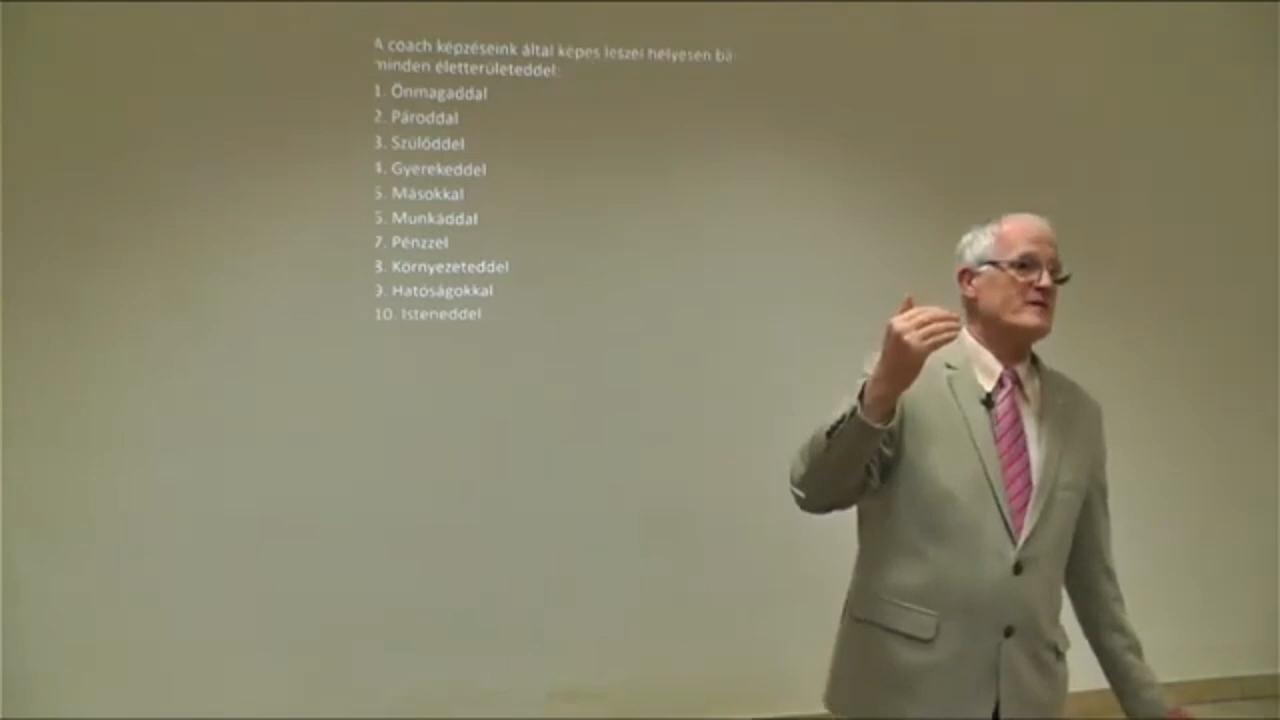 A coach képzéseink által képes leszel helyesen bá
minden életterületeddel:
1. Önmagaddal
2. Pároddal
3. Szülőddel
4. Gyerekeddel
5. Másokkal
6. Munkáddal
7. Pénzzel
8. Környezeteddel
9. Hatóságokkal
10. Isteneddel